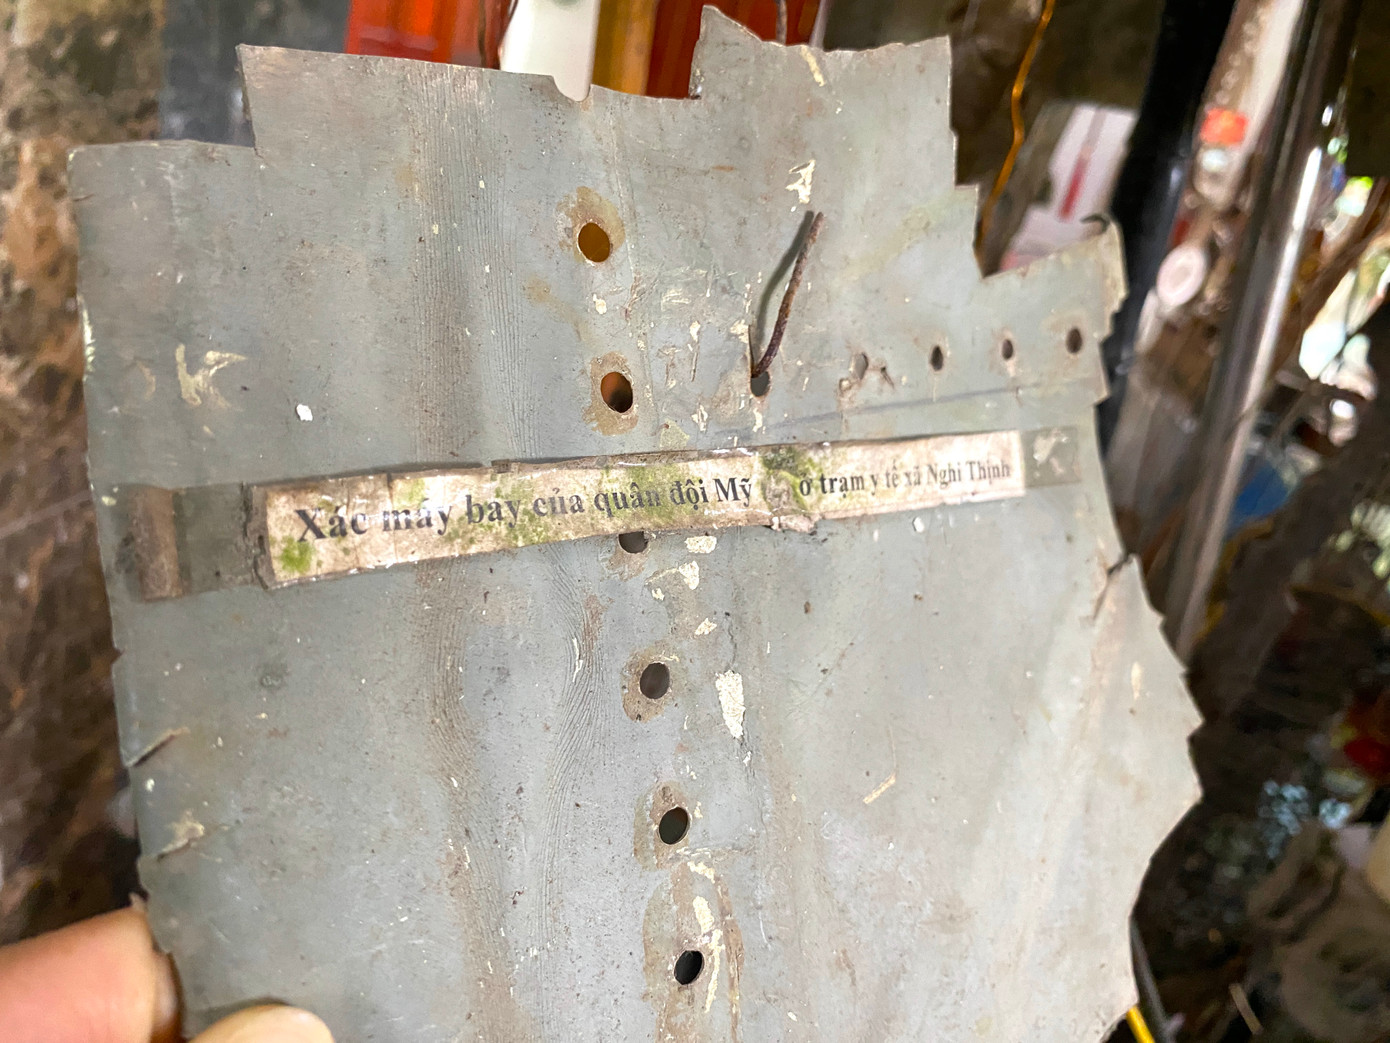 Xác máy bay của quân đội Mỹ ở trạm y tế xã Nghi Thịnh